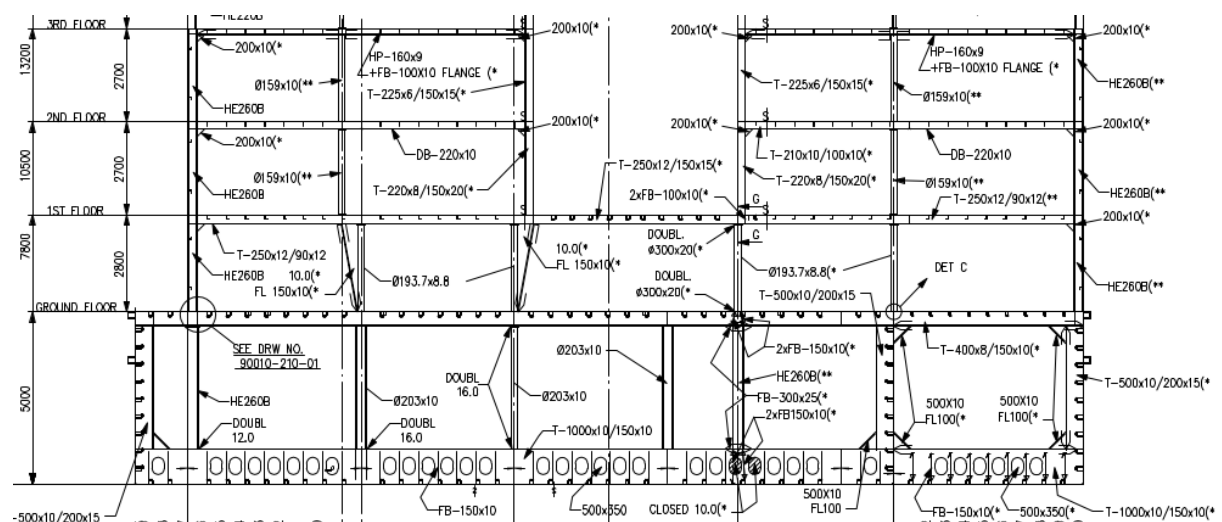 HE220B
3RD FLOOR
200x10(*
200x10(*
200x10(*
200x10(*
13200
2700
HP-160x9
+FB-100X10 FLANGE (*
HP-160x9
+FB-100X10 FLANGE (*
Ø159x10(**
T-225x6/150x15(*
T-225x6/150x15(*
Ø159x10(**
HE260B(**
HE260B
2ND FLOOR
S
S
200x10(*
200x10(*
200x10(*
200x10(*
10500
2700
DB-220x10
T-210x10/100x10(*
DB-220x10
Ø159x10(**
T-250x12/150x15(*
HE260B
T-220x8/150x20(*
T-220x8/150x20(*
Ø159x10(**
HE260B(**
2xFB-100x10(*
T-250x12/90x12(**
G
1ST FLOOR
S
S
200x10(*
7800
2800
T-250x12/90x12
HE260B
10.0(*
FL 150x10(*
Ø193.7x8.8
10.0(*
FL 150x10(*
DOUBL.
ø300x20(*
G
DOUBL.
ø300x20(*
Ø193.7x8.8(*
DET C
HE260B(**
T-500x10/200x15
GROUND FLOOR
SEE DRW NO.
90010-210-01
Ø203x10
2xFB-150x10(*
T-400x8/150x10(*
5000
HE260B
Ø203x10
DOUBL
16.0
Ø203x10
HE260B(**
FB-300x25(*
2xFB150x10(*
500X10
FL100(*
500X10
FL100(*
T-500x10/200x15(*
DOUBL
12.0
DOUBL
16.0
T-1000x10/150x10
-500x10/200x15
FB-150x10
500x350
CLOSED 10.0(*
500X10
FL100
FB-150x10(*
500x350(*
T-1000x10/150x10(*